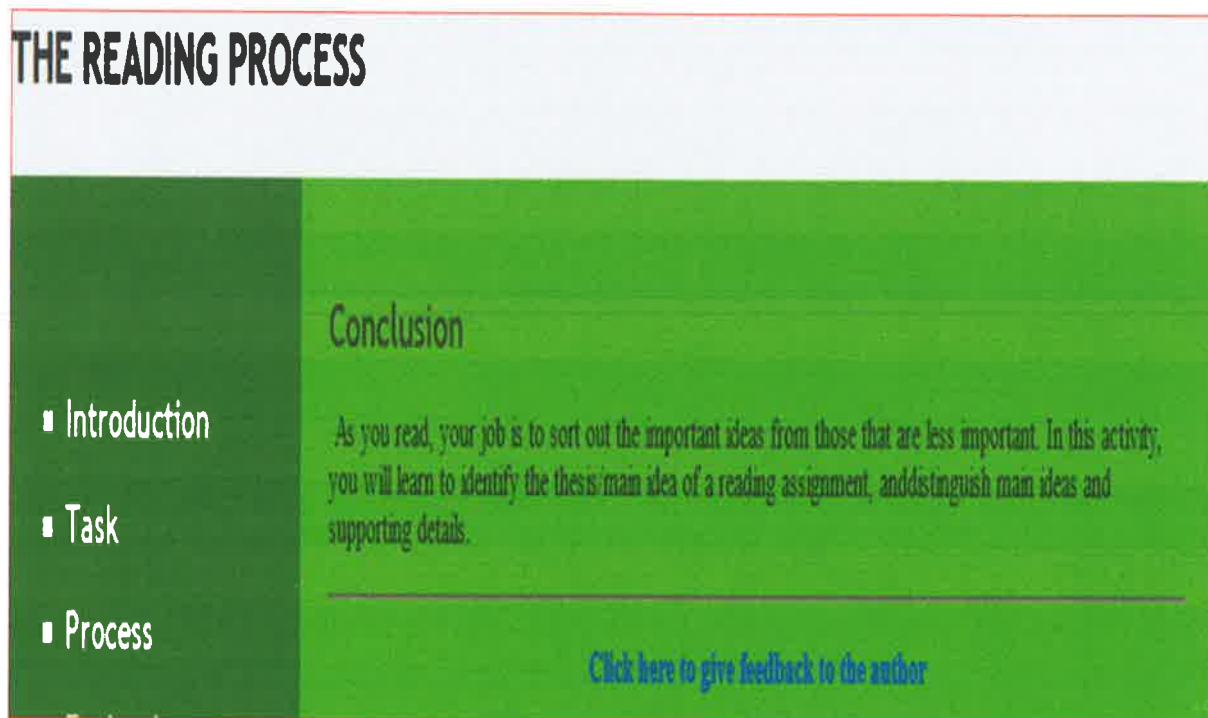 THE READING PROCESS
Introduction
Task
Process
Conclusion
As you read, your job is to sort out the important ideas from those that are less important. In this activity,
you will learn to identify the thesis/main idea of a reading assignment, anddistinguish main ideas and
supporting details.
Click here to give feedback to the author